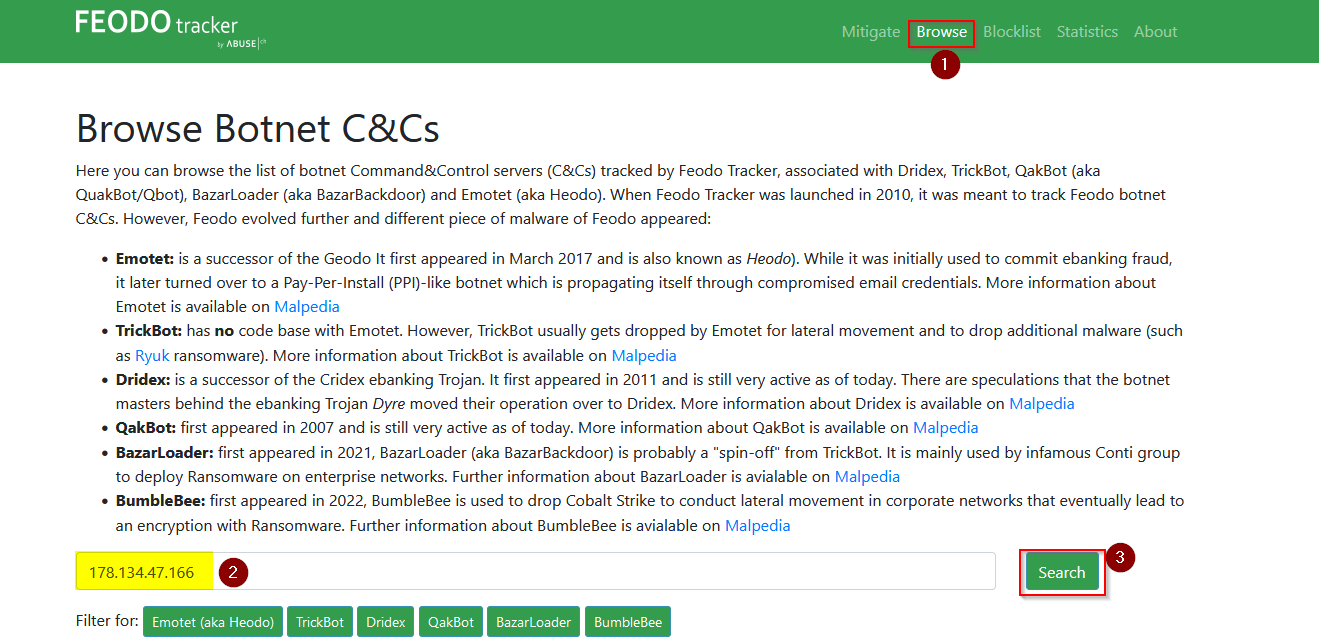 FEODO tracker
by ABUSE|ch
Mitigate Browse Blocklist Statistics About
1
Browse Botnet C&Cs
Here you can browse the list of botnet Command&Control servers (C&Cs) tracked by Feodo Tracker, associated with Dridex, TrickBot, QakBot (aka
QuakBot/Qbot), BazarLoader (aka BazarBackdoor) and Emotet (aka Heodo). When Feodo Tracker was launched in 2010, it was meant to track Feodo botnet
C&Cs. However, Feodo evolved further and different piece of malware of Feodo appeared:
• Emotet: is a successor of the Geodo It first appeared in March 2017 and is also known as Heodo). While it was initially used to commit ebanking fraud,
it later turned over to a Pay-Per-Install (PPI)-like botnet which is propagating itself through compromised email credentials. More information about
Emotet is available on Malpedia
• TrickBot: has no code base with Emotet. However, TrickBot usually gets dropped by Emotet for lateral movement and to drop additional malware (such
as Ryuk ransomware). More information about TrickBot is available on Malpedia
• Dridex: is a successor of the Cridex ebanking Trojan. It first appeared in 2011 and is still very active as of today. There are speculations that the botnet
masters behind the ebanking Trojan Dyre moved their operation over to Dridex. More information about Dridex is available on Malpedia
• QakBot: first appeared in 2007 and is still very active as of today. More information about QakBot is available on Malpedia
• BazarLoader: first appeared in 2021, BazarLoader (aka BazarBackdoor) is probably a "spin-off" from TrickBot. It is mainly used by infamous Conti group
to deploy Ransomware on enterprise networks. Further information about BazarLoader is avialable on Malpedia
• BumbleBee: first appeared in 2022, BumbleBee is used to drop Cobalt Strike to conduct lateral movement in corporate networks that eventually lead to
an encryption with Ransomware. Further information about BumbleBee is avialable on Malpedia
178.134.47.166 2 Search 3
Filter for: Emotet (aka Heodo) TrickBot Dridex QakBot BazarLoader BumbleBee